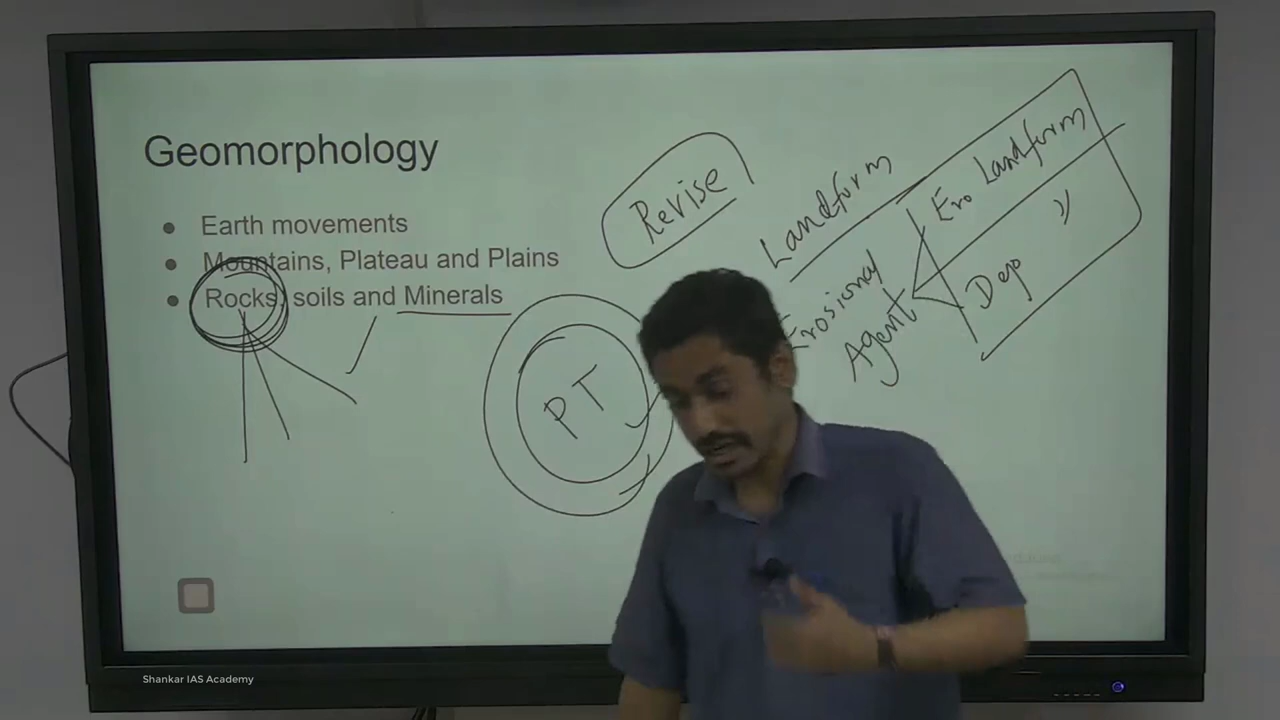 Geomorphology
Earth movements
Mountains, Plateau and Plains
Rocks, soils and Minerals
Revise
Landform
Erosional
Agent
Ero Landform
Depo "
PT
Shankar IAS Academy